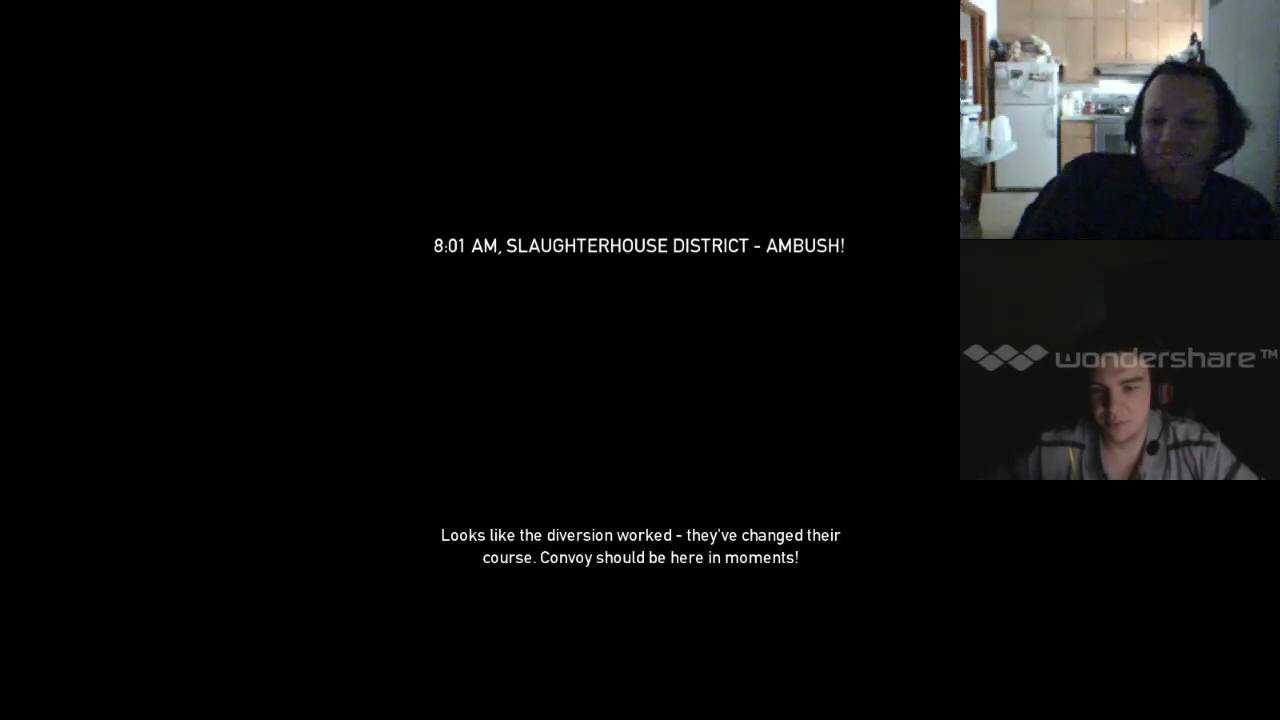 8:01 AM, SLAUGHTERHOUSE DISTRICT - AMBUSH!
wondershare™
Looks like the diversion worked - they've changed their
course. Convoy should be here in moments!